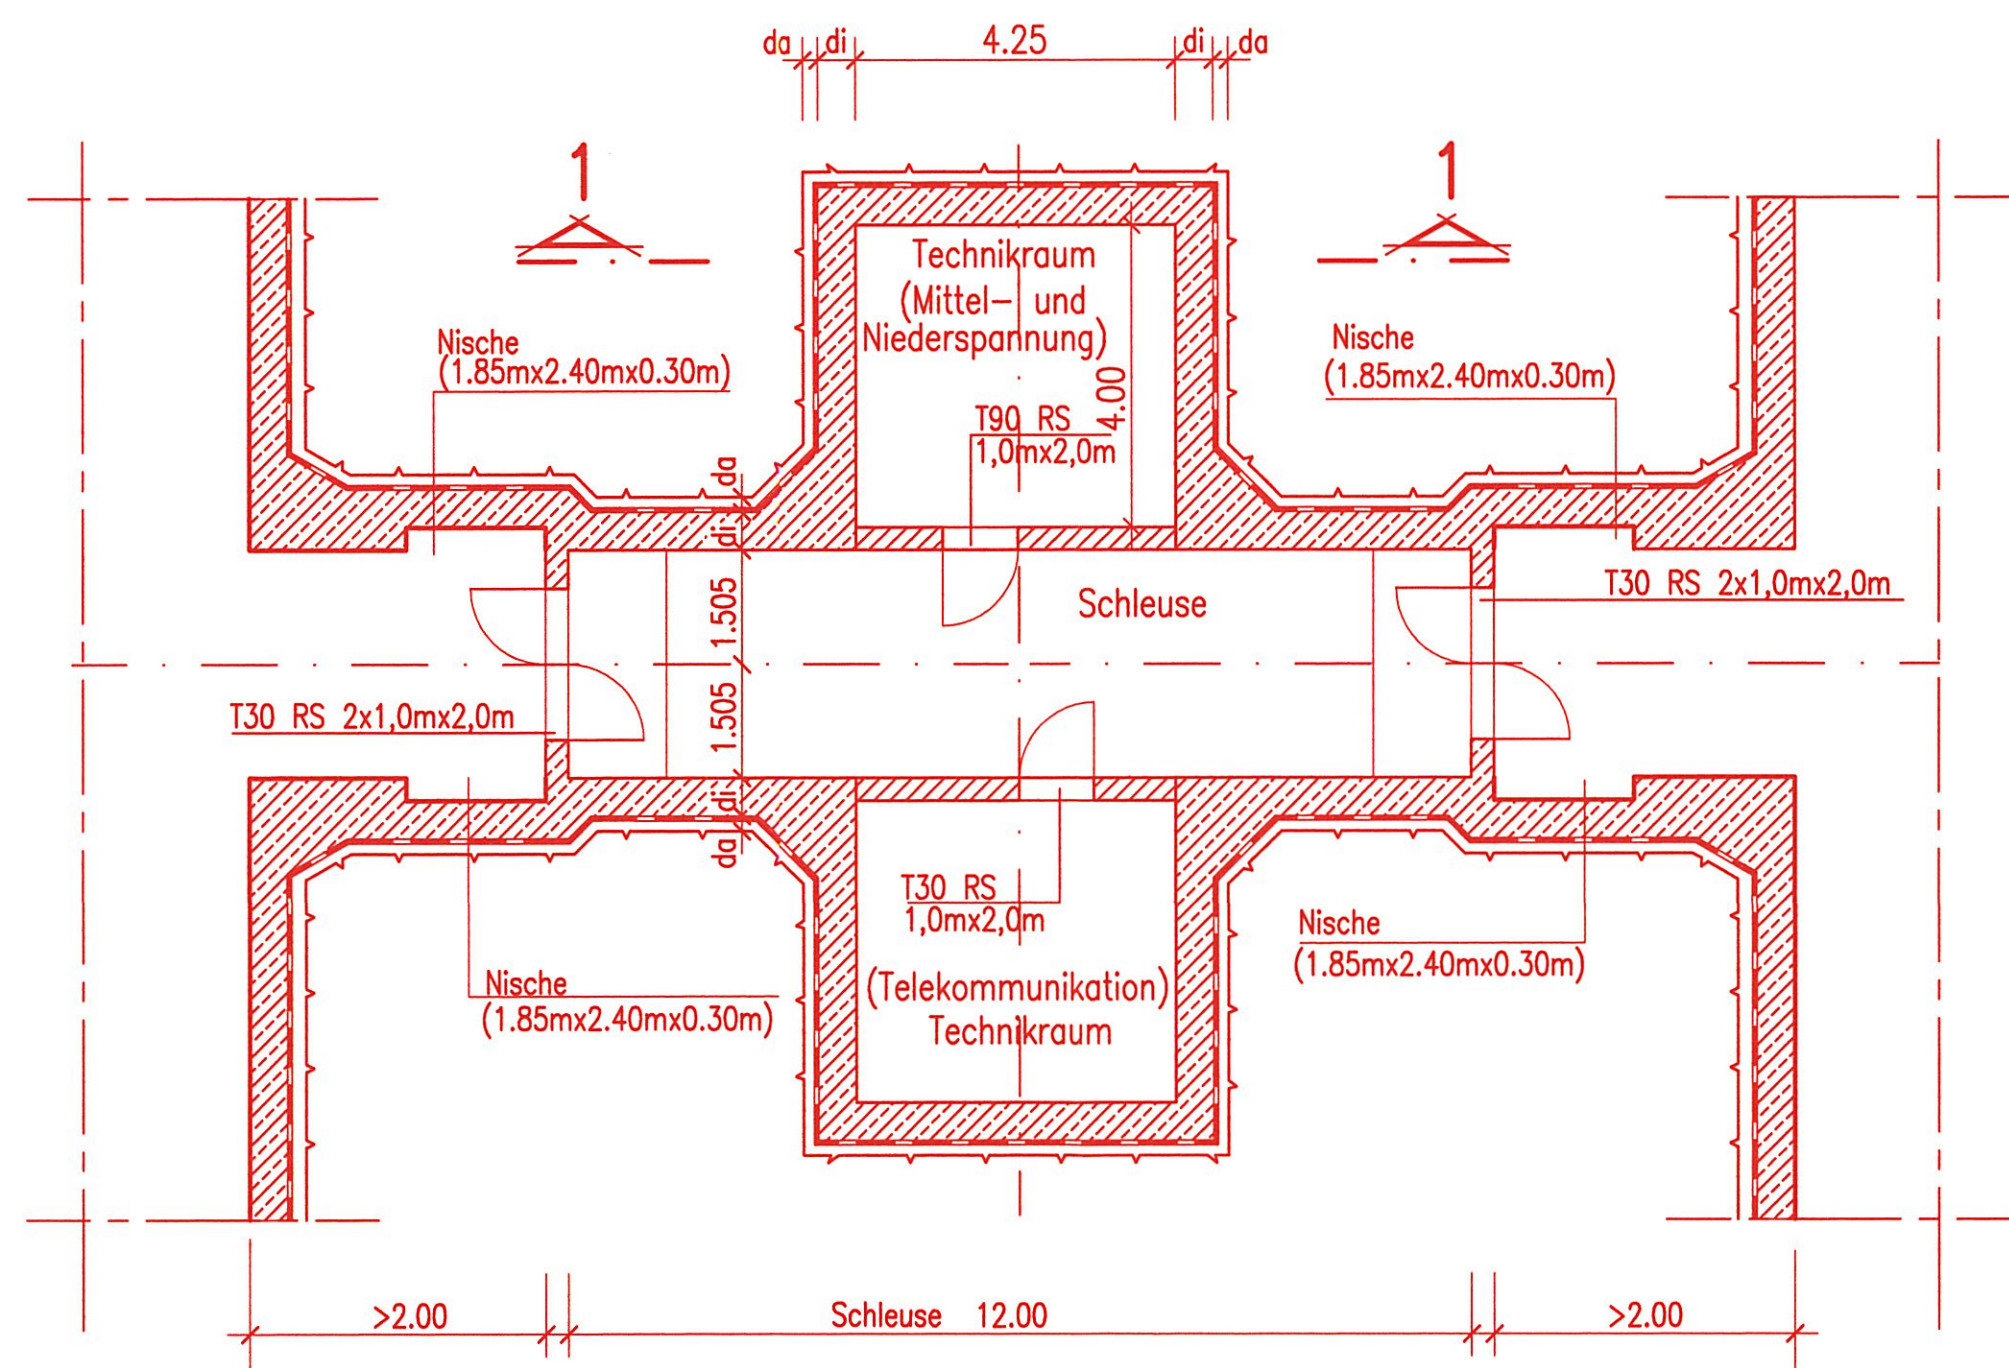 da di 4.25 di da
1 1
Technikraum
(Mittel- und
Niederspannung)
Nische
(1.85mx2.40mx0.30m)
Nische
(1.85mx2.40mx0.30m)
4.00
T90 RS
1,0mx2,0m
da
di
1.505
Schleuse
T30 RS 2x1,0mx2,0m
1.505
T30 RS 2x1,0mx2,0m
di
da
T30 RS
1,0mx2,0m
Nische
(1.85mx2.40mx0.30m)
Nische
(1.85mx2.40mx0.30m)
(Telekommunikation)
Technikraum
>2.00 Schleuse 12.00 >2.00